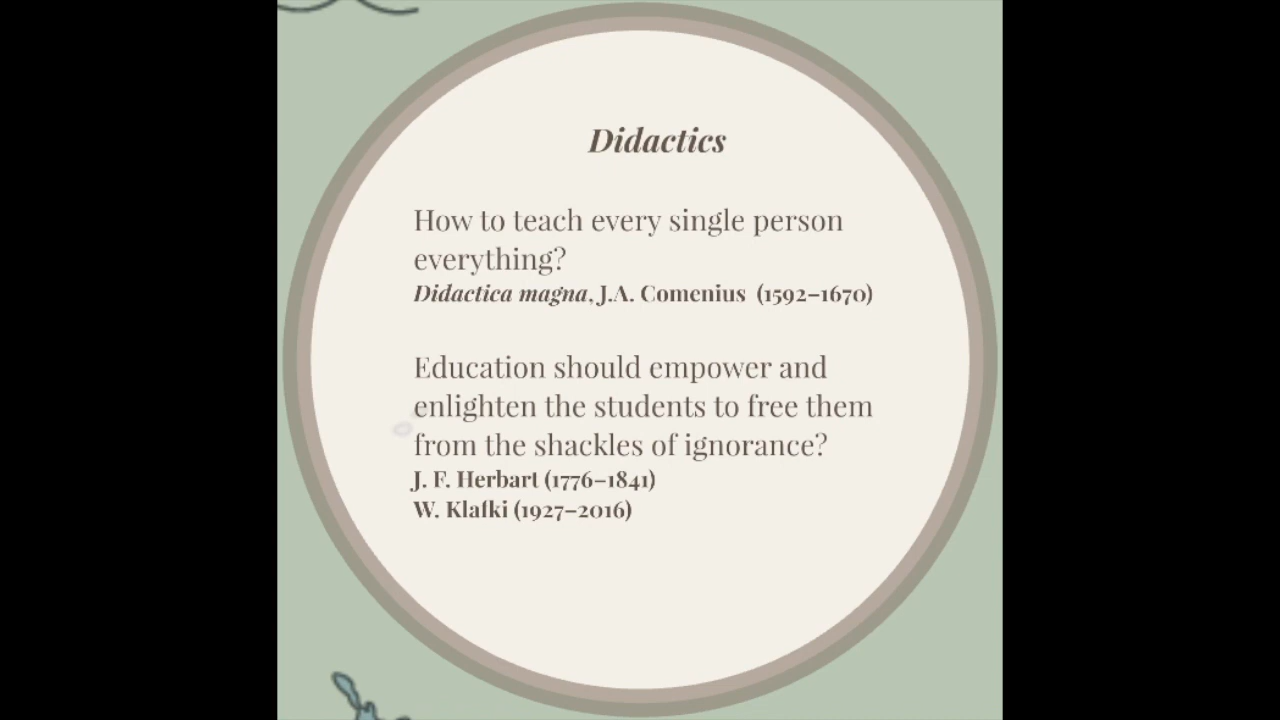 Didactics
How to teach every single person
everything?
Didactica magna, J.A. Comenius (1592–1670)
Education should empower and
enlighten the students to free them
from the shackles of ignorance?
J. F. Herbart (1776–1841)
W. Klafki (1927–2016)